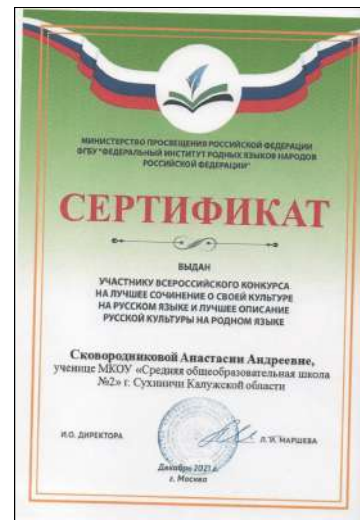 МИНИСТЕРСТВО ПРОСВЕЩЕНИЯ РОССИЙСКОЙ ФЕДЕРАЦИИ
ФГБУ "ФЕДЕРАЛЬНЫЙ ИНСТИТУТ РОДНЫХ ЯЗЫКОВ НАРОДОВ
РОССИЙСКОЙ ФЕДЕРАЦИИ"
СЕРТИФИКАТ
ВЫДАН
УЧАСТНИКУ ВСЕРОССИЙСКОГО КОНКУРСА
НА ЛУЧШЕЕ СОЧИНЕНИЕ О СВОЕЙ КУЛЬТУРЕ
НА РУССКОМ ЯЗЫКЕ И ЛУЧШЕЕ ОПИСАНИЕ
РУССКОЙ КУЛЬТУРЫ НА РОДНОМ ЯЗЫКЕ
Сковородниковой Анастасии Андреевне,
ученице МКОУ «Средняя общеобразовательная школа
№2» г. Сухиничи Калужской области
И.О. ДИРЕКТОРА
Л. И. МАРШЕВА
Декабрь 2021 г.
г. Москва